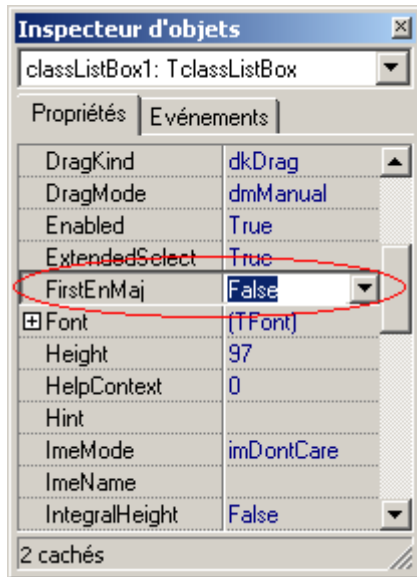 Inspecteur d'objets
classListBox1: TclassListBox
Propriétés Evénements
DragKind dkDrag
DragMode dmManual
Enabled True
ExtendedSelect True
FirstEnMaj False
Font (TFont)
Height 97
HelpContext 0
Hint
ImeMode imDontCare
ImeName
IntegralHeight False
2 cachés